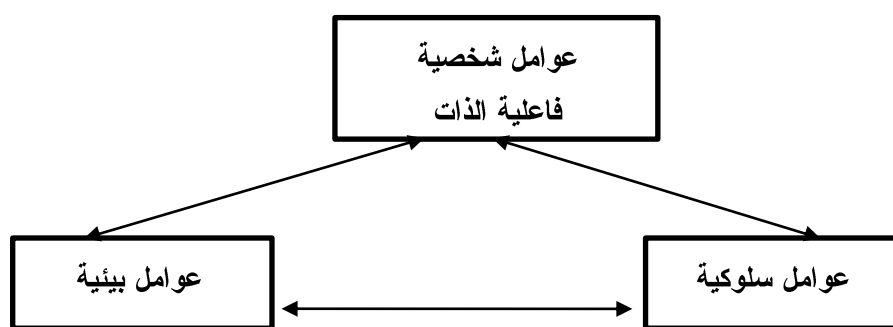 عوامل شخصية
فاعلية الذات
عوامل سلوكية
عوامل بيئية